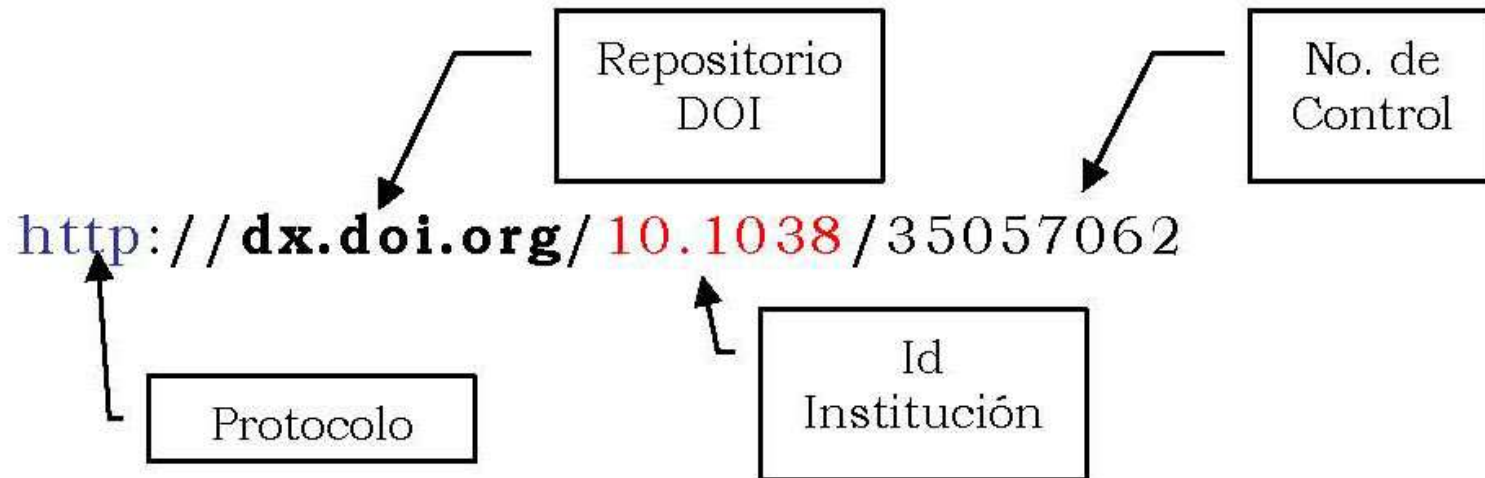 Repositorio
DOI
No. de
Control
http://dx.doi.org/10.1038/35057062
Protocolo
Id
Institución